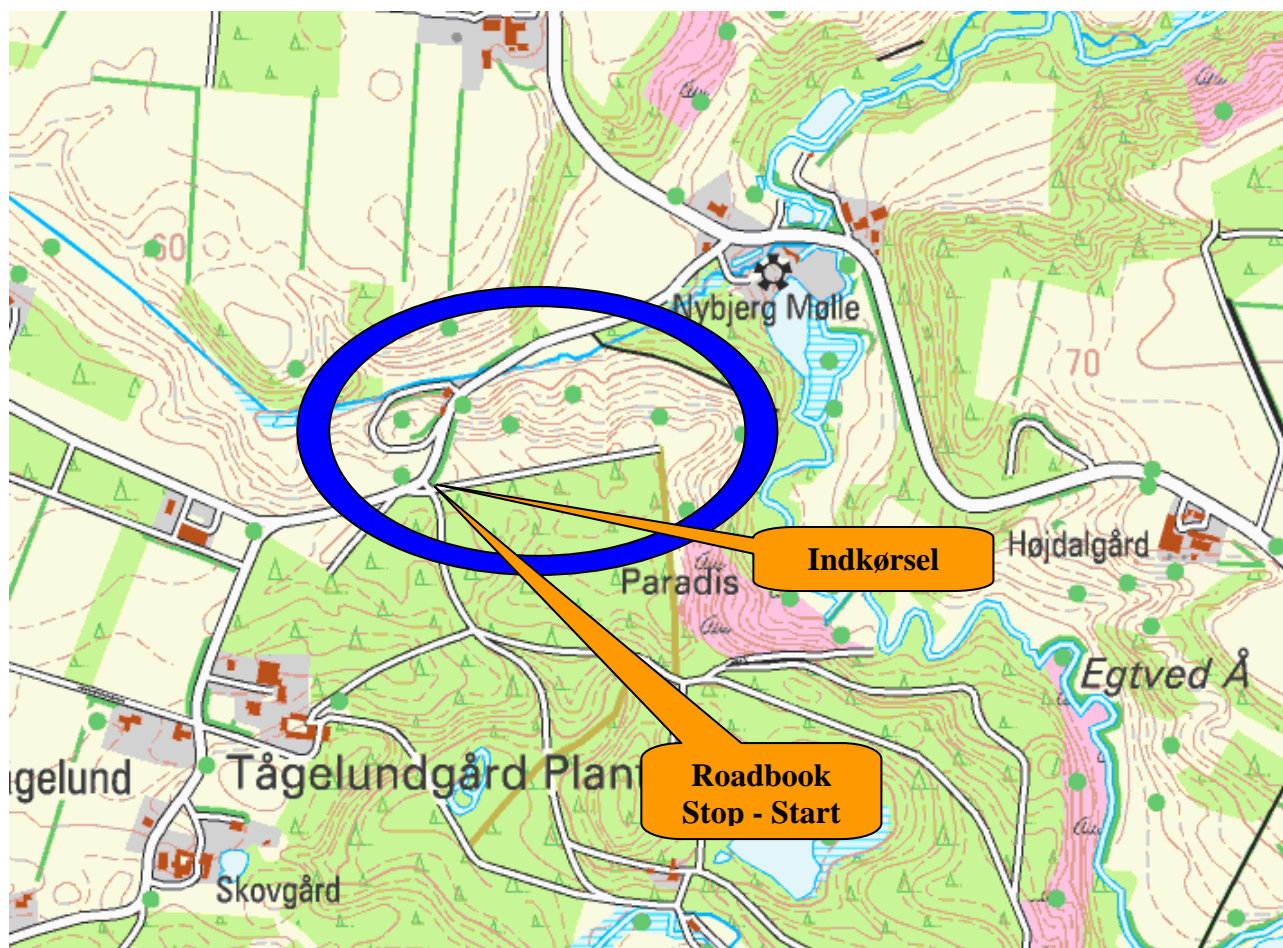 60
Nybjerg Mølle
70
Indkørsel
Højdalgård
Paradis
Egtved Å
gelund
Tågelundgård Plant
Roadbook
Stop - Start
Skovgård